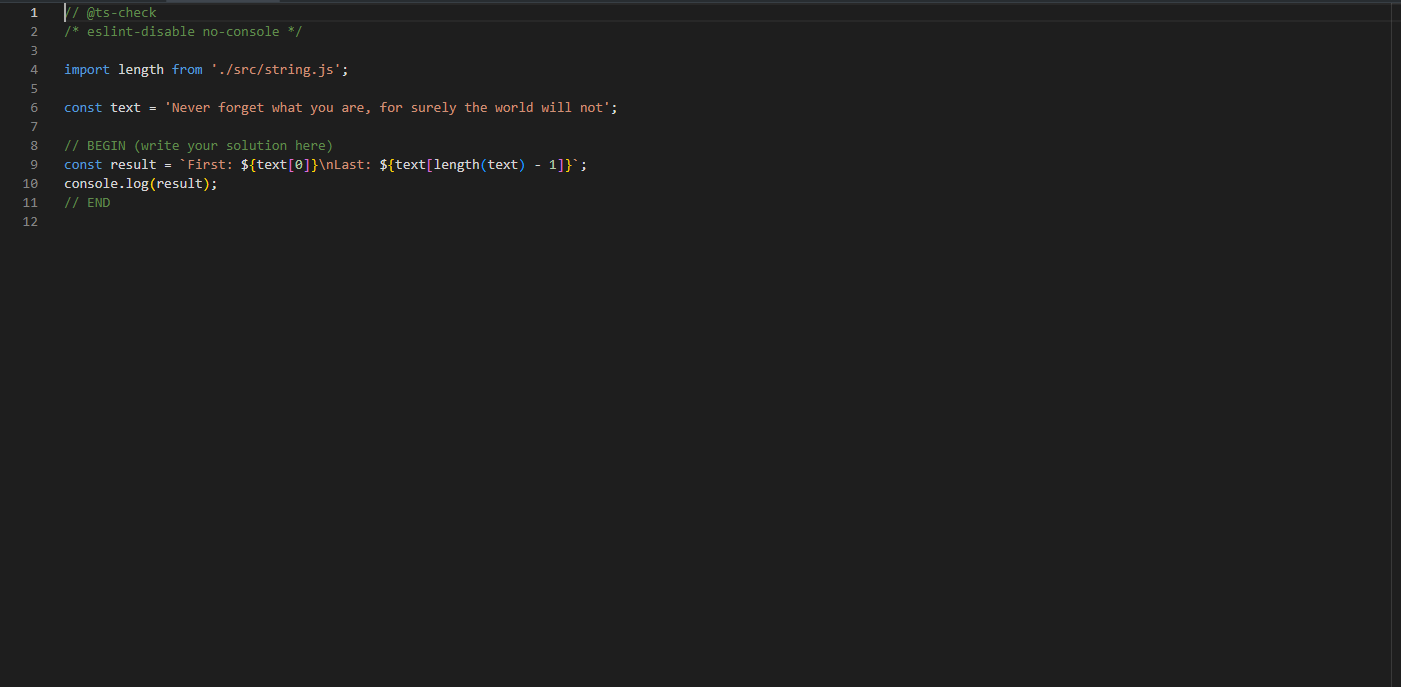 1 // @ts-check
2 /* eslint-disable no-console */
3
4 import length from './src/string.js';
5
6 const text = 'Never forget what you are, for surely the world will not';
7
8 // BEGIN (write your solution here)
9 const result = `First: ${text[0]}\nLast: ${text[length(text) - 1]}`;
10 console.log(result);
11 // END
12